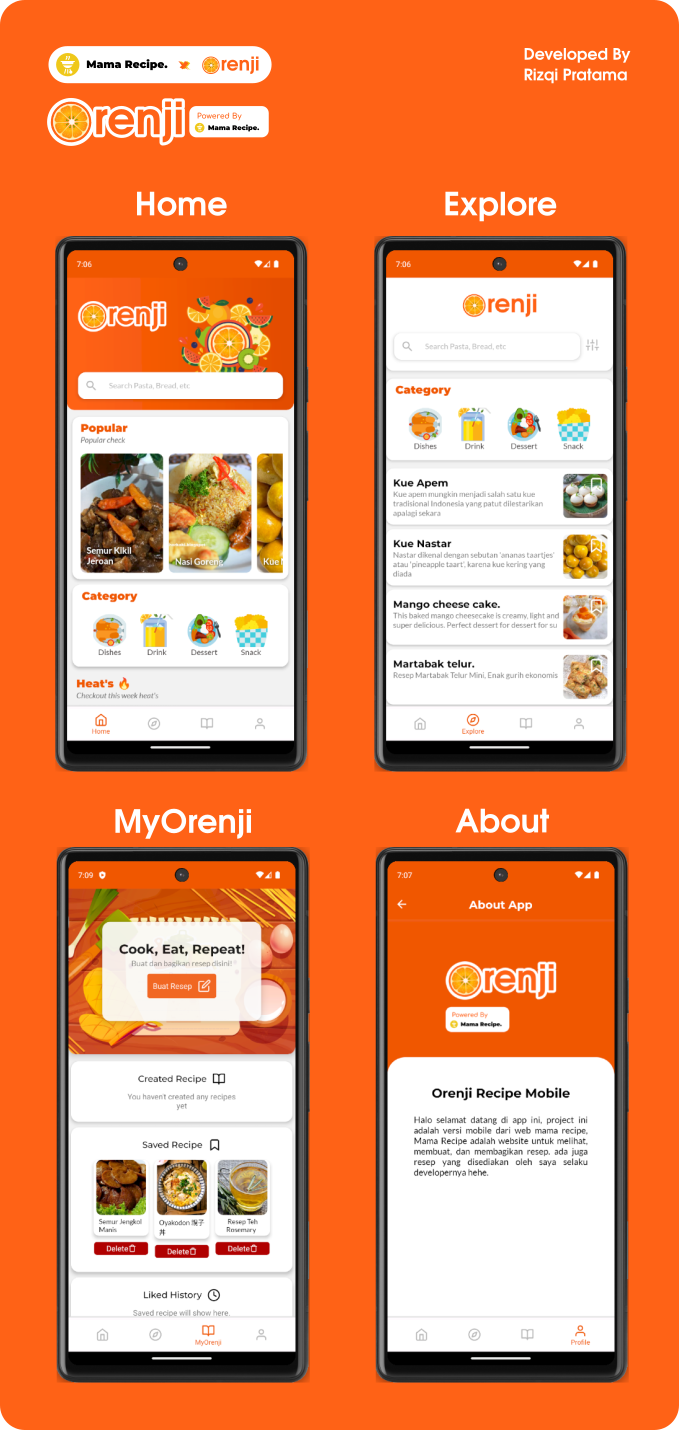 Mama Recipe.
Orenji
Developed By
Rizqi Pratama
Orenji
Powered By
Mama Recipe.
Home
7:06
Orenji
Search Pasta, Bread, etc
Popular
Popular check
Semur Kikil
Jeroan
Nasi Goreng
Kue
Category
Dishes
Drink
Dessert
Snack
Heat's 🔥
Checkout this week heat's
Home
Explore
7:06
Orenji
Search Pasta, Bread, etc
Category
Dishes
Drink
Dessert
Snack
Kue Apem
Kue apem mungkin menjadi salah satu kue
tradisional Indonesia yang patut dilestarikan
apalagi sekara
Kue Nastar
Nastar dikenal dengan sebutan 'ananas taartjes'
atau 'pineapple taart', karena kue kering yang
diada
Mango cheese cake.
This baked mango cheesecake is creamy, light and
super delicious. Perfect dessert for dessert for su
Martabak telur.
Resep Martabak Telur Mini, Enak gurih ekonomis
Explore
MyOrenji
7:09
Cook, Eat, Repeat!
Buat dan bagikan resep disini!
Buat Resep
Created Recipe
You haven't created any recipes
yet
Saved Recipe
Semur Jengkol
Manis
Delete
Oyakodon 親子
丼
Delete
Resep Teh
Rosemary
Delete
Liked History
Saved recipe will show here.
MyOrenji
About
7:07
About App
Orenji
Powered By
Mama Recipe.
Orenji Recipe Mobile
Halo selamat datang di app ini, project ini
adalah versi mobile dari web mama recipe,
Mama Recipe adalah website untuk melihat,
membuat, dan membagikan resep. ada juga
resep yang disediakan oleh saya selaku
developernya hehe.
Profile